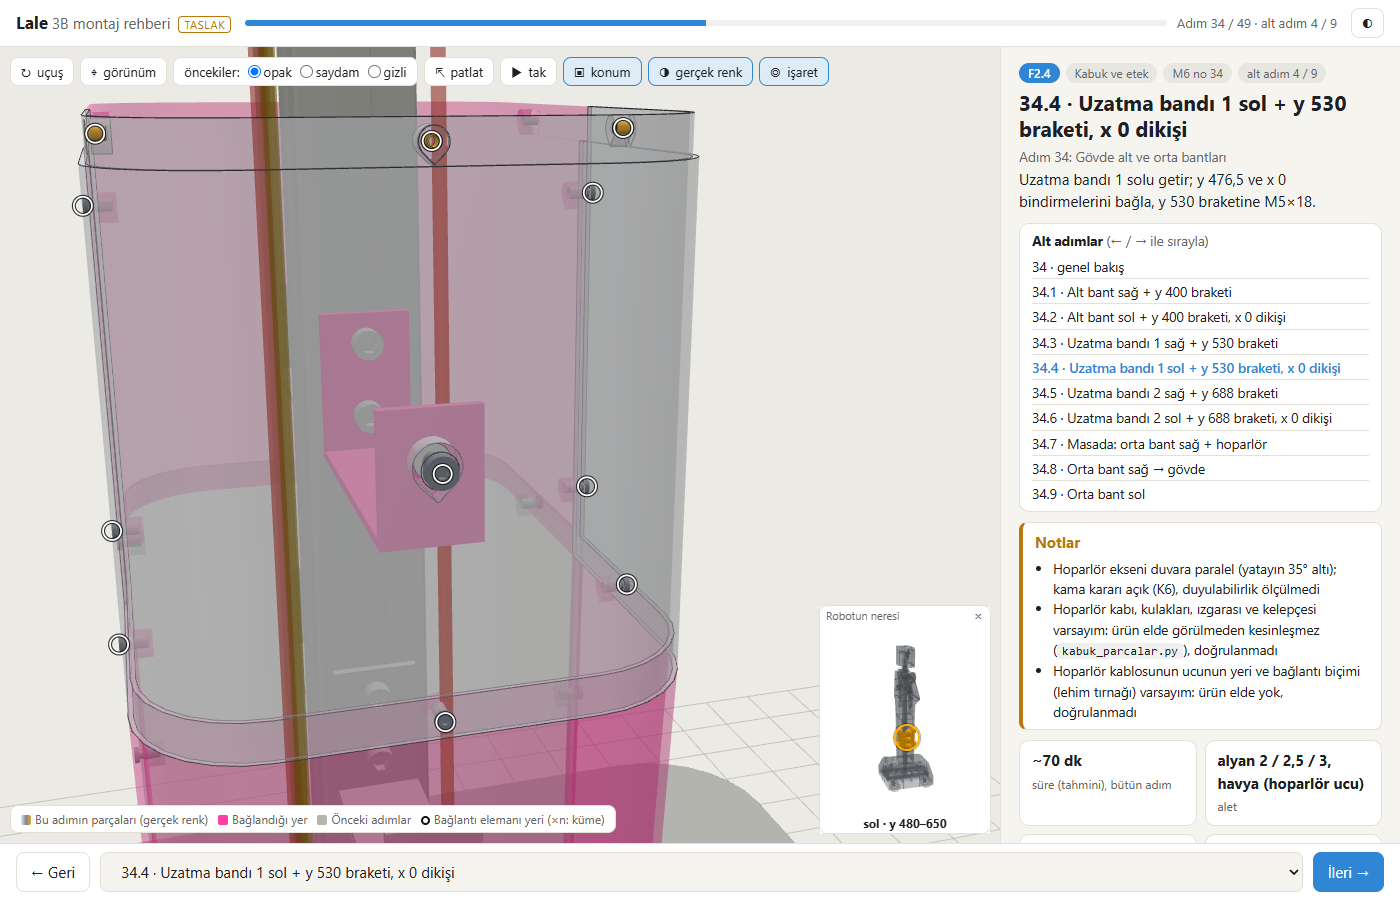 Lale 3B montaj rehberi TASLAK
Adım 34 / 49 · alt adım 4 / 9
↻ uçuş
⌖ görünüm
öncekiler: opak saydam gizli
⇱ patlat
▶ tak
▣ konum
◑ gerçek renk
◎ işaret
F2.4 Kabuk ve etek M6 no 34 alt adım 4 / 9
34.4 · Uzatma bandı 1 sol + y 530
braketi, x 0 dikişi
Adım 34: Gövde alt ve orta bantları
Uzatma bandı 1 solu getir; y 476,5 ve x 0
bindirmelerini bağla, y 530 braketine M5×18.
Alt adımlar (← / → ile sırayla)
34 · genel bakış
34.1 · Alt bant sağ + y 400 braketi
34.2 · Alt bant sol + y 400 braketi, x 0 dikişi
34.3 · Uzatma bandı 1 sağ + y 530 braketi
34.4 · Uzatma bandı 1 sol + y 530 braketi, x 0 dikişi
34.5 · Uzatma bandı 2 sağ + y 688 braketi
34.6 · Uzatma bandı 2 sol + y 688 braketi, x 0 dikişi
34.7 · Masada: orta bant sağ + hoparlör
34.8 · Orta bant sağ → gövde
34.9 · Orta bant sol
Notlar
• Hoparlör ekseni duvara paralel (yatayın 35° altı);
kama kararı açık (K6), duyulabilirlik ölçülmedi
• Hoparlör kabı, kulakları, ızgarası ve kelepçesi
varsayım: ürün elde görülmeden kesinleşmez
( kabuk_parcalar.py ), doğrulanmadı
• Hoparlör kablosunun ucunun yeri ve bağlantı biçimi
(lehim tırnağı) varsayım: ürün elde yok,
doğrulanmadı
~70 dk
süre (tahmini), bütün adım
alyan 2 / 2,5 / 3,
havya (hoparlör ucu)
alet
Robotun neresi ×
sol · y 480–650
Bu adımın parçaları (gerçek renk) Bağlandığı yer Önceki adımlar Bağlantı elemanı yeri (×n: küme)
← Geri
34.4 · Uzatma bandı 1 sol + y 530 braketi, x 0 dikişi
İleri →